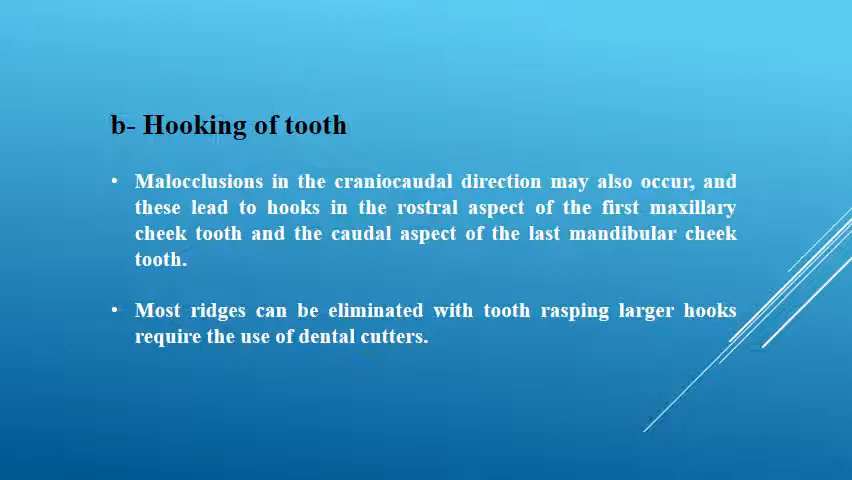 b- Hooking of tooth
• Malocclusions in the craniocaudal direction may also occur, and
these lead to hooks in the rostral aspect of the first maxillary
cheek tooth and the caudal aspect of the last mandibular cheek
tooth.
• Most ridges can be eliminated with tooth rasping larger hooks
require the use of dental cutters.